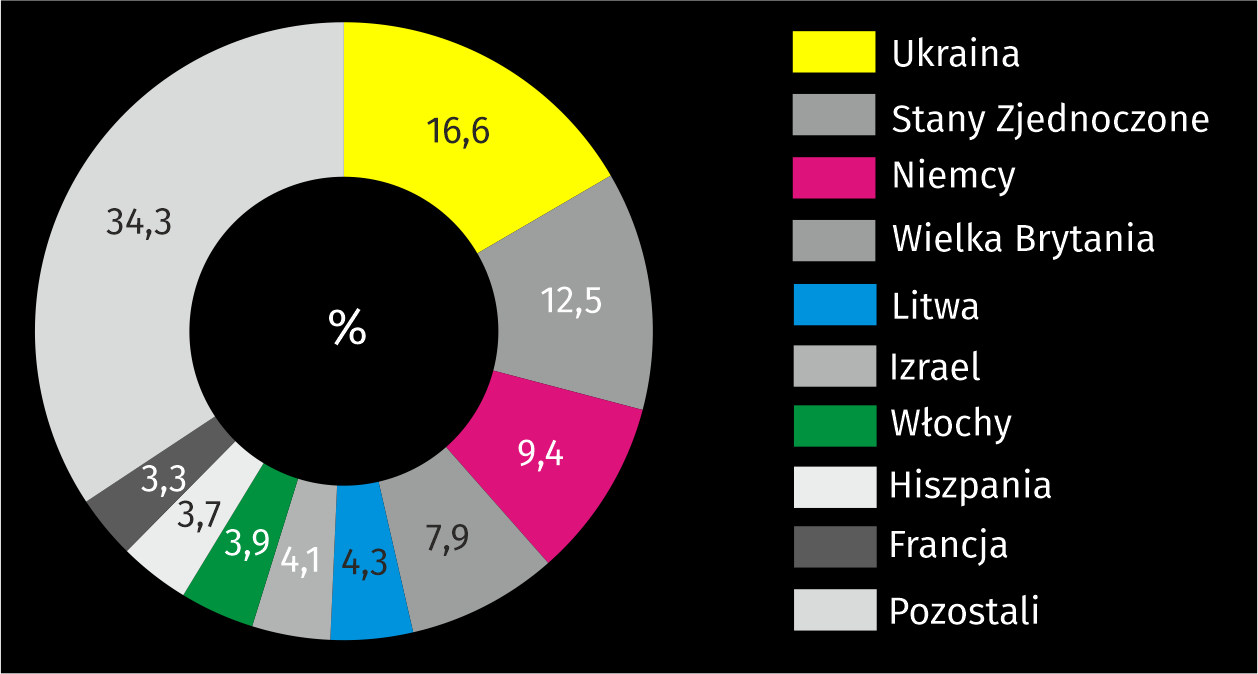 16,6
12,5
9,4
7,9
4,3
4,1
3,9
3,7
3,3
34,3
%
Ukraina
Stany Zjednoczone
Niemcy
Wielka Brytania
Litwa
Izrael
Włochy
Hiszpania
Francja
Pozostali